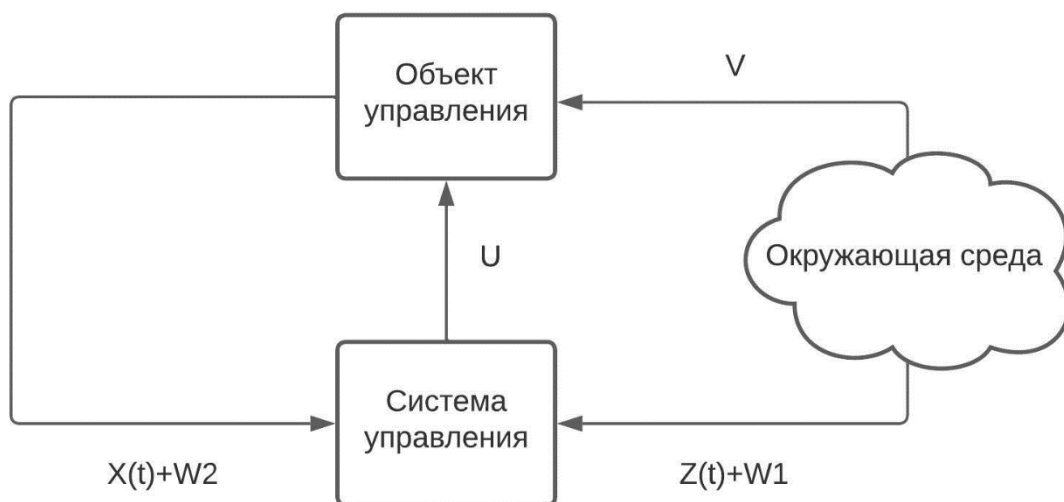 Объект
управления
V
U
Окружающая среда
Система
управления
X(t)+W2
Z(t)+W1